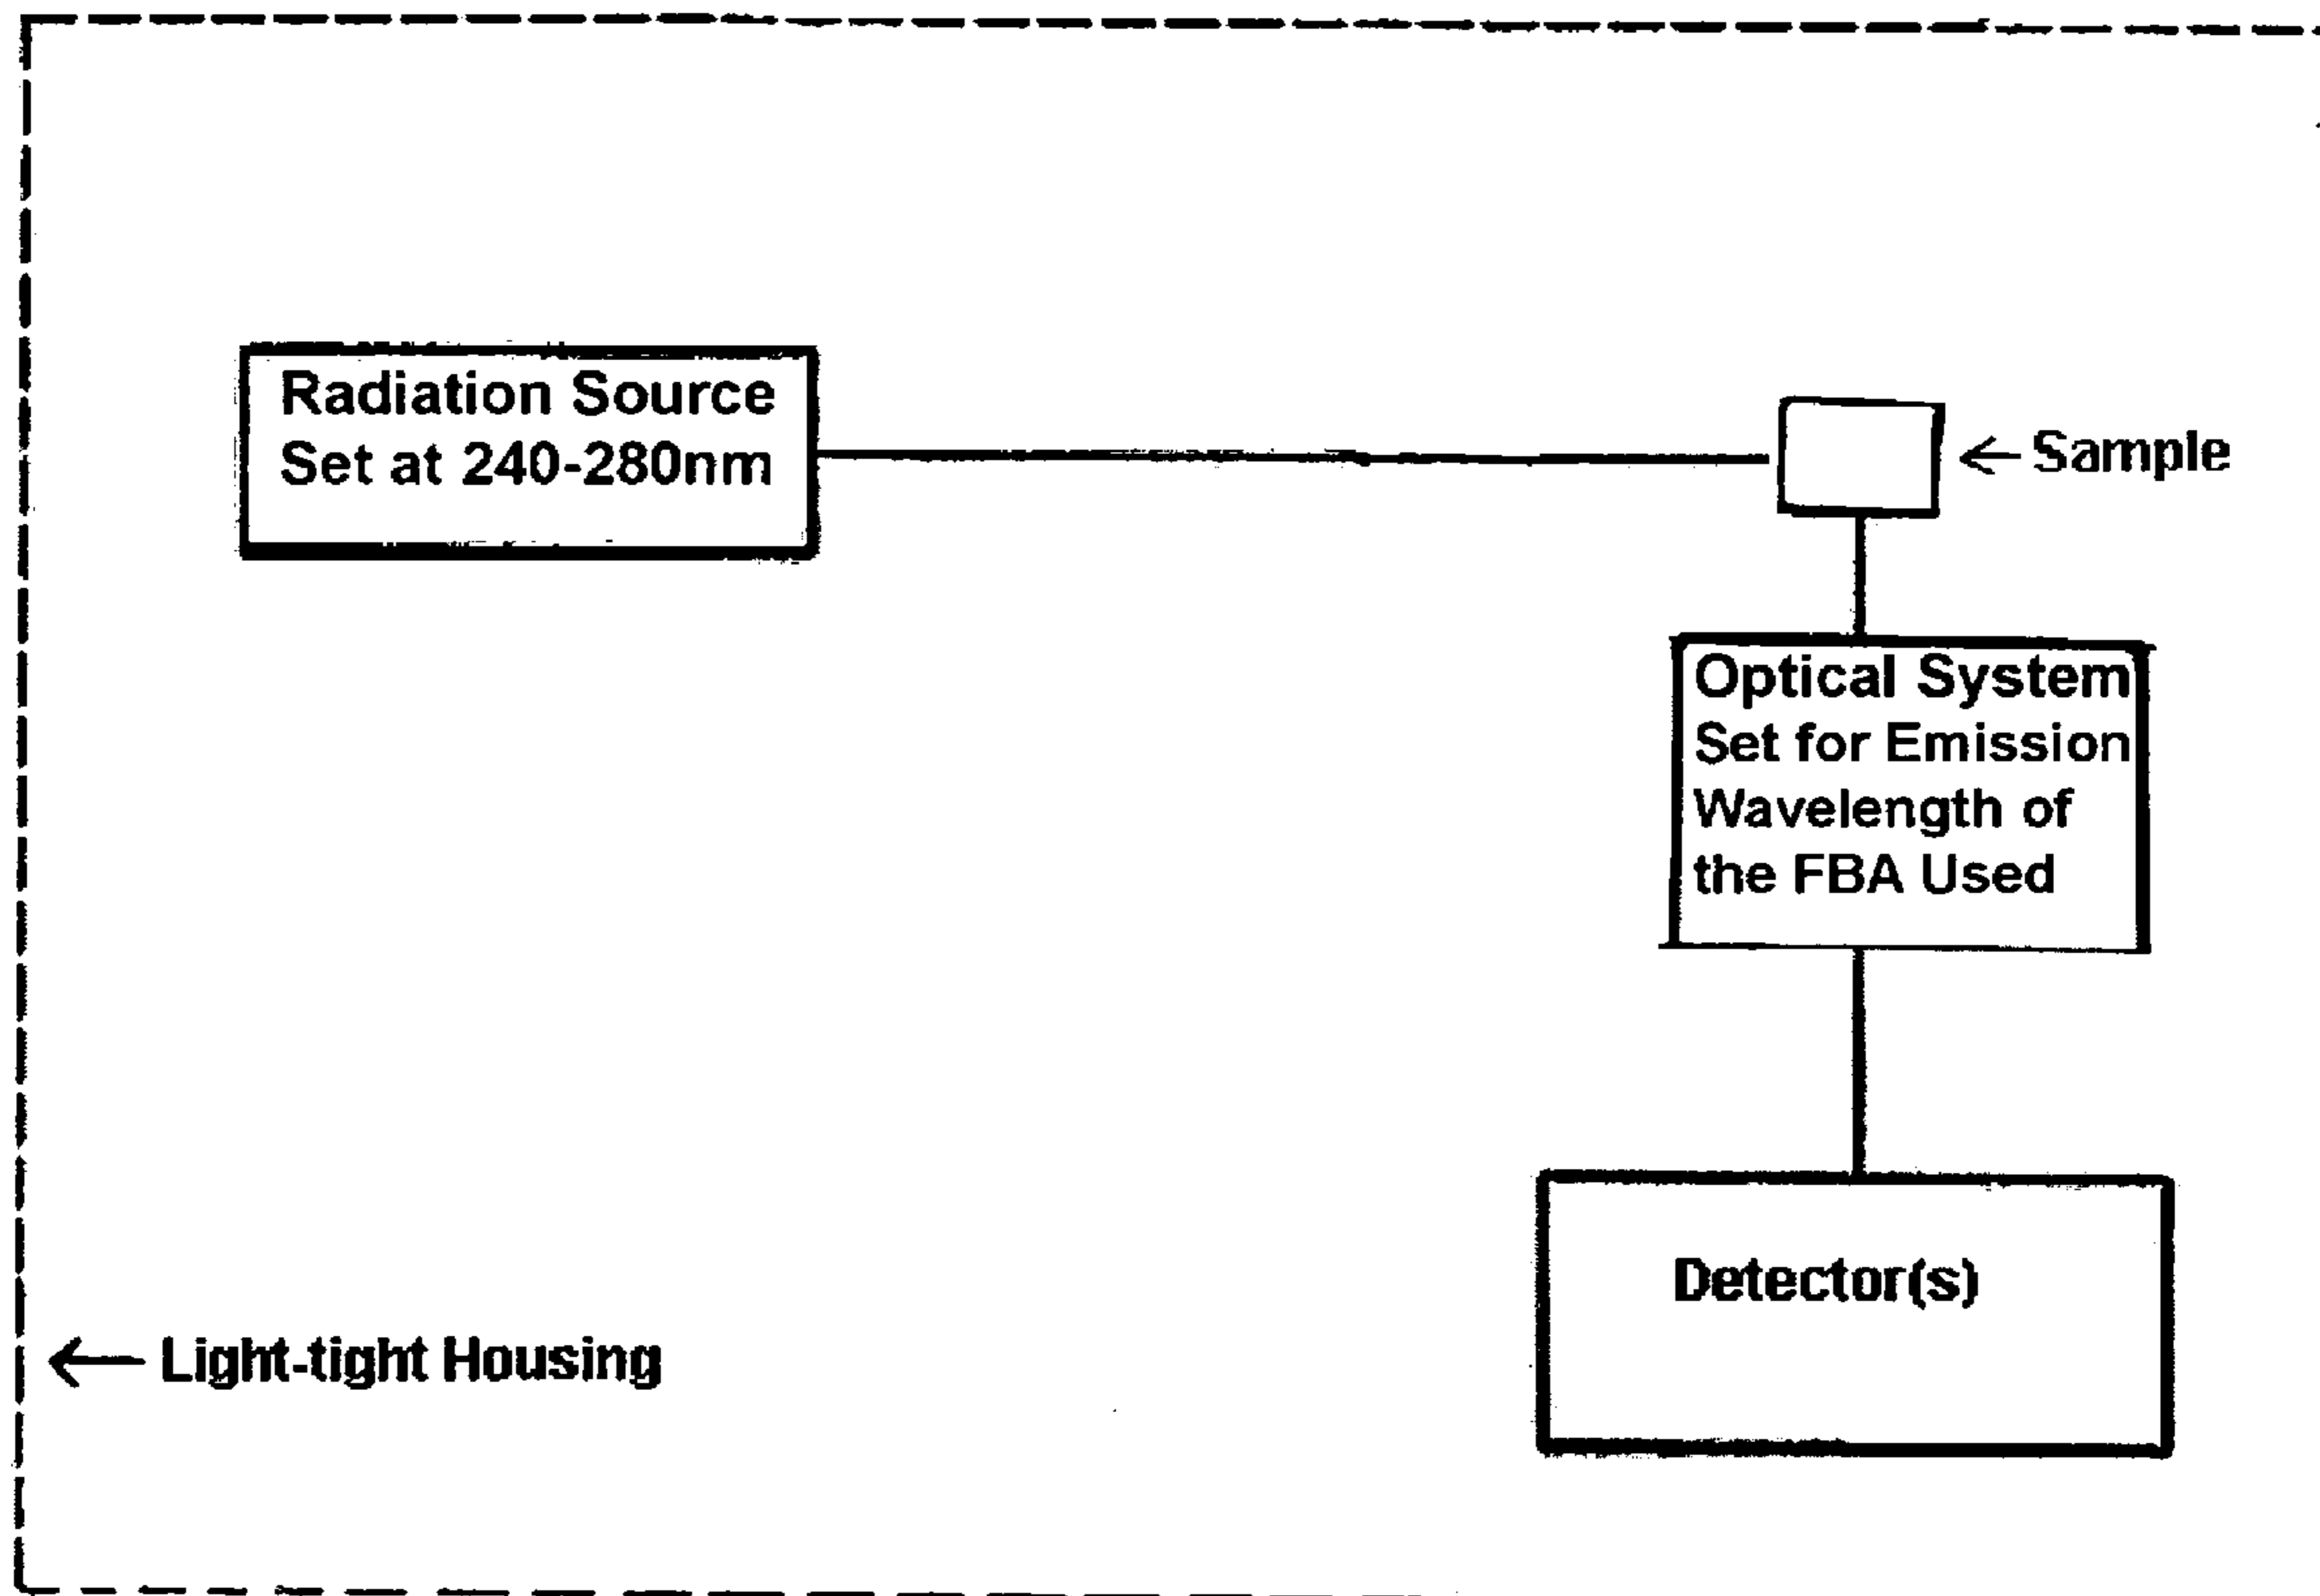 Radiation Source
Set at 240-280nm
Sample
Optical System
Set for Emission
Wavelength of
the FBA Used
Detector(s)
Light-tight Housing